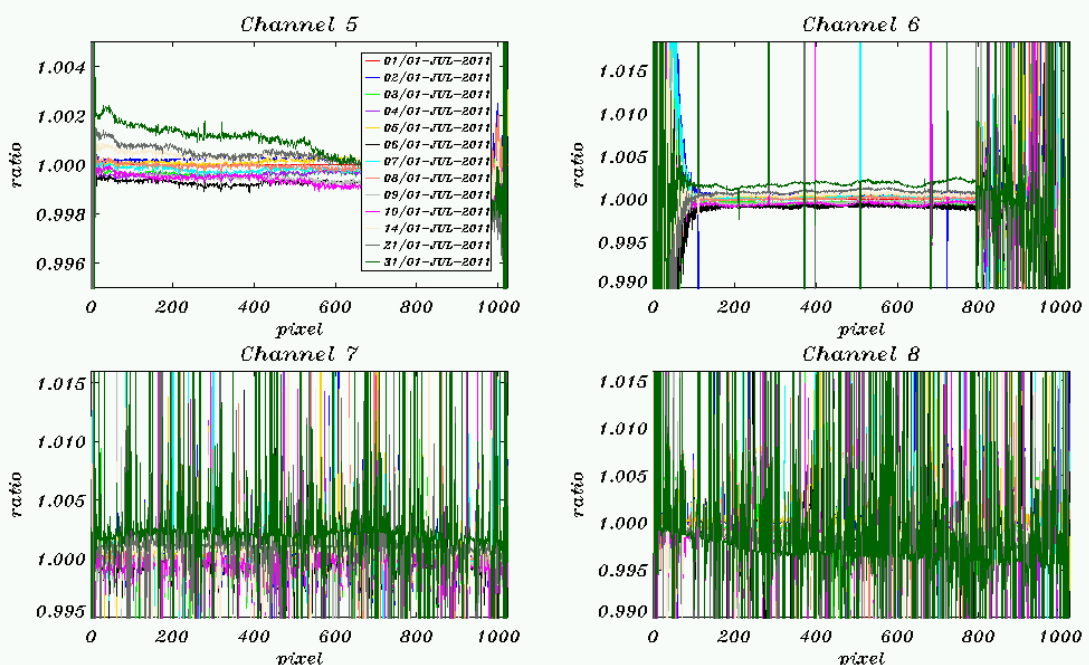 Channel 5
Channel 6
ratio
1.004
1.002
1.000
0.998
0.996
01/01-JUL-2011
02/01-JUL-2011
03/01-JUL-2011
04/01-JUL-2011
05/01-JUL-2011
06/01-JUL-2011
07/01-JUL-2011
08/01-JUL-2011
09/01-JUL-2011
10/01-JUL-2011
14/01-JUL-2011
21/01-JUL-2011
31/01-JUL-2011
0 200 400 600 800 1000
pixel
ratio
1.015
1.010
1.005
1.000
0.995
0.990
0 200 400 600 800 1000
pixel
Channel 7
Channel 8
ratio
1.015
1.010
1.005
1.000
0.995
0 200 400 600 800 1000
pixel
ratio
1.015
1.010
1.005
1.000
0.995
0.990
0 200 400 600 800 1000
pixel